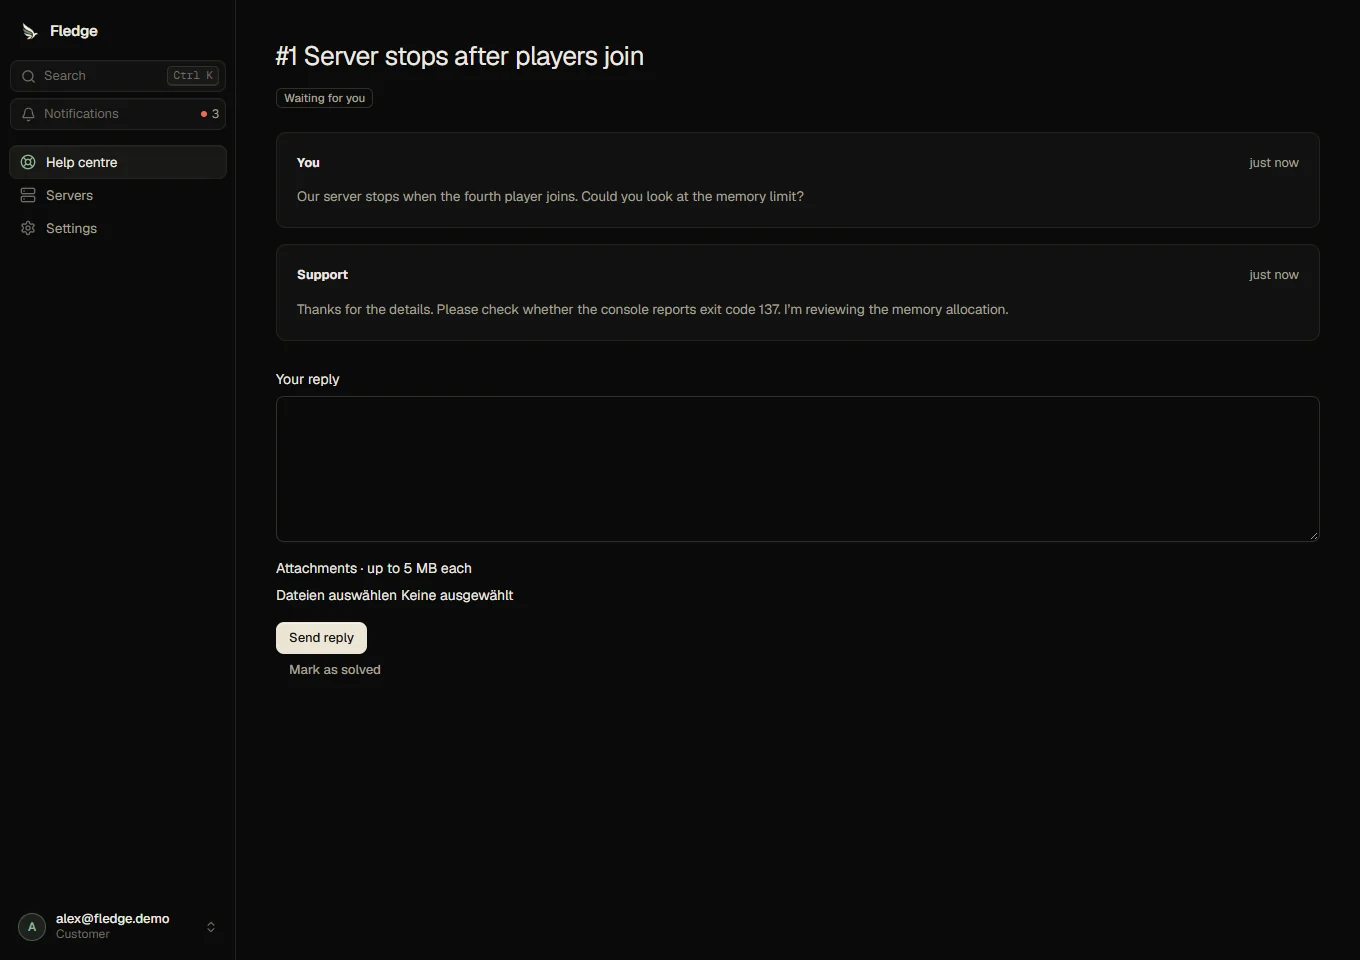 Fledge
Search
Ctrl K
Notifications
3
Help centre
Servers
Settings
#1 Server stops after players join
Waiting for you
You
just now
Our server stops when the fourth player joins. Could you look at the memory limit?
Support
just now
Thanks for the details. Please check whether the console reports exit code 137. I'm reviewing the memory allocation.
Your reply
Attachments · up to 5 MB each
Dateien auswählen Keine ausgewählt
Send reply
Mark as solved
A
alex@fledge.demo
Customer